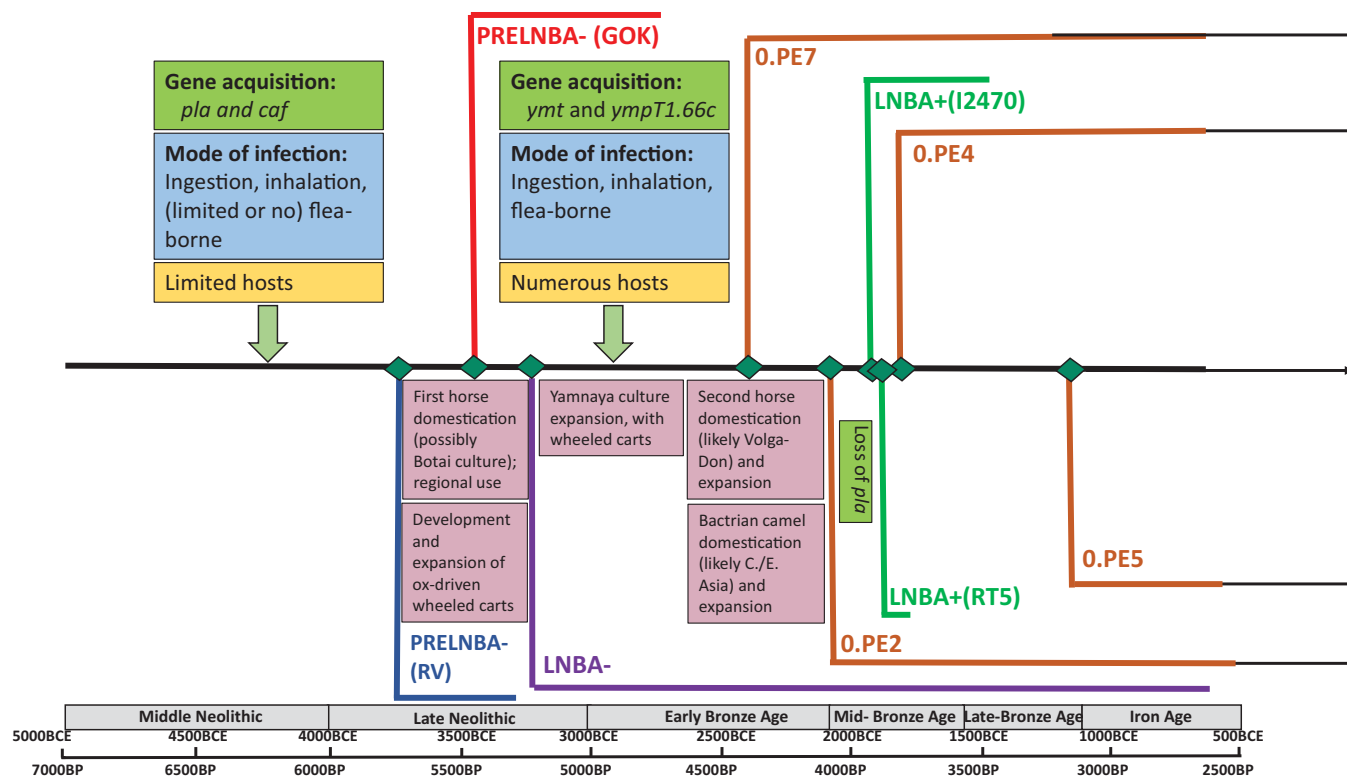 PRELNBA- (GOK)
0.PE7
Gene acquisition:
pla and caf
Mode of infection:
Ingestion, inhalation,
(limited or no) flea-
borne
Limited hosts
Gene acquisition:
ymt and ympT1.66c
Mode of infection:
Ingestion, inhalation,
flea-borne
Numerous hosts
LNBA+(I2470)
0.PE4
First horse
domestication
(possibly
Botai culture);
regional use
Development
and
expansion of
ox-driven
wheeled carts
Yamnaya culture
expansion, with
wheeled carts
Second horse
domestication
(likely Volga-
Don) and
expansion
Bactrian camel
domestication
(likely C./E.
Asia) and
expansion
Loss of pla
0.PE5
LNBA+(RT5)
0.PE2
PRELNBA-
(RV)
LNBA-
Middle Neolithic
Late Neolithic
Early Bronze Age
Mid- Bronze Age
Late-Bronze Age
Iron Age
5000BCE 4500BCE 4000BCE 3500BCE 3000BCE 2500BCE 2000BCE 1500BCE 1000BCE 500BCE
7000BP 6500BP 6000BP 5500BP 5000BP 4500BP 4000BP 3500BP 3000BP 2500BP